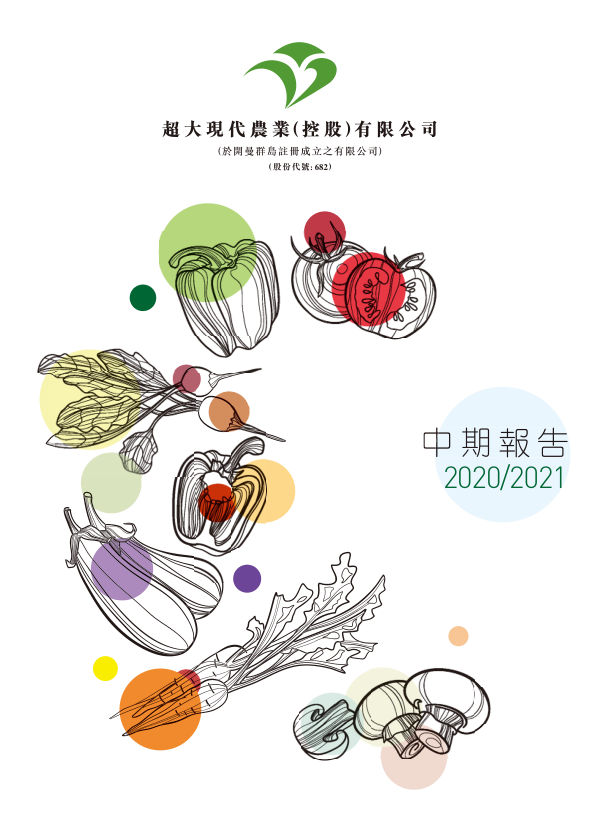 超大現代農業(控股)有限公司
(於開曼群島註冊成立之有限公司)
(股份代號: 682)
中期報告
2020/2021